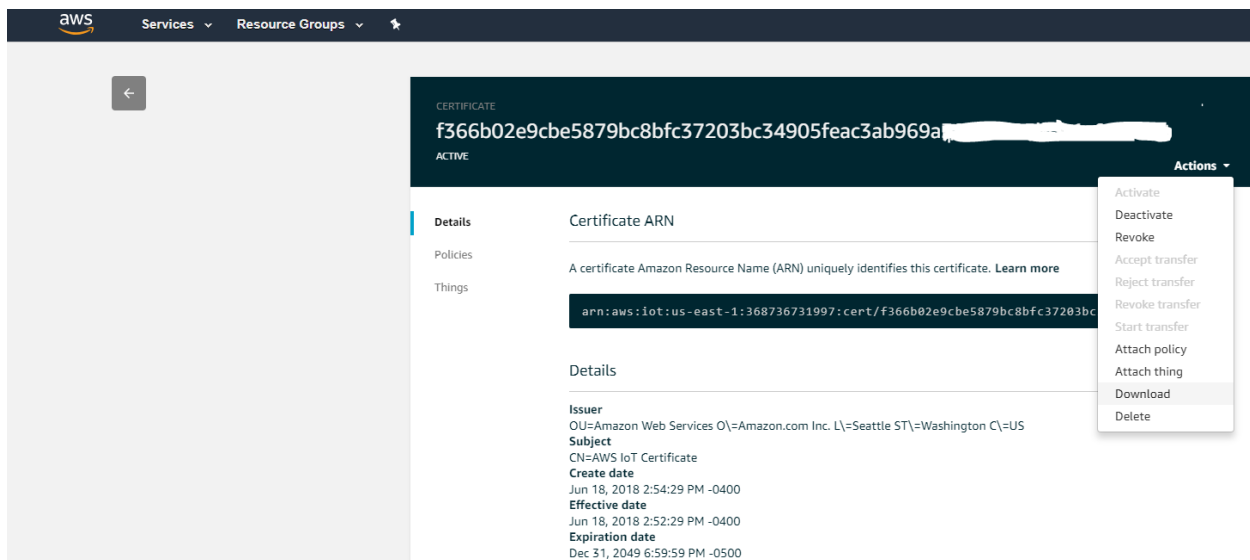 aws
Services
Resource Groups
CERTIFICATE
f366b02e9cbe5879bc8bfc37203bc34905feac3ab969a
ACTIVE
Actions
Activate
Deactivate
Revoke
Accept transfer
Reject transfer
Revoke transfer
Start transfer
Attach policy
Attach thing
Download
Delete
Details
Policies
Things
Certificate ARN
A certificate Amazon Resource Name (ARN) uniquely identifies this certificate. Learn more
arn:aws:iot:us-east-1:368736731997:cert/f366b02e9cbe5879bc8bfc37203bc
Details
Issuer
OU=Amazon Web Services O\=Amazon.com Inc. L\=Seattle ST\=Washington C\=US
Subject
CN=AWS IoT Certificate
Create date
Jun 18, 2018 2:54:29 PM -0400
Effective date
Jun 18, 2018 2:52:29 PM -0400
Expiration date
Dec 31, 2049 6:59:59 PM -0500